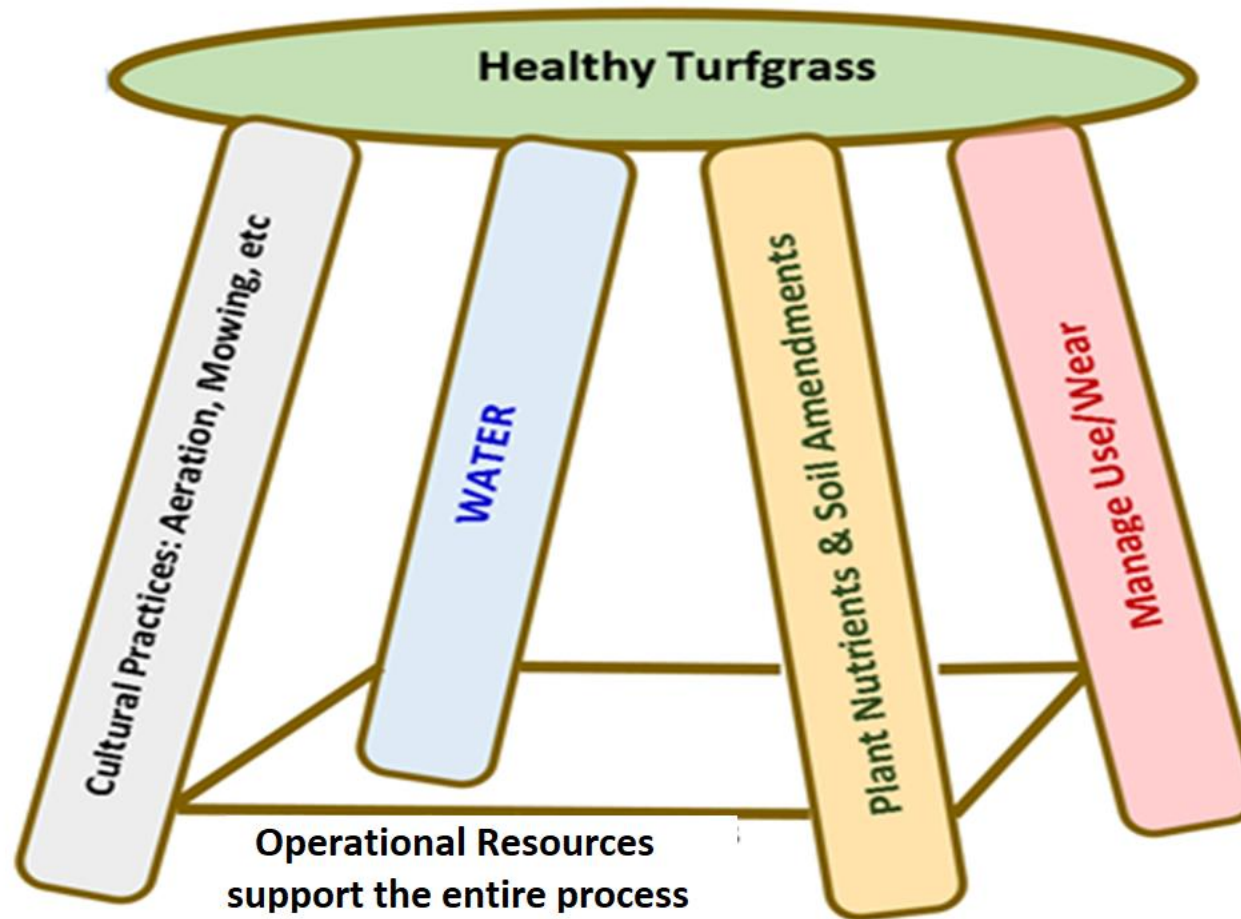 Healthy Turfgrass
Cultural Practices: Aeration, Mowing, etc
WATER
Plant Nutrients & Soil Amendments
Manage Use/Wear
Operational Resources
support the entire process